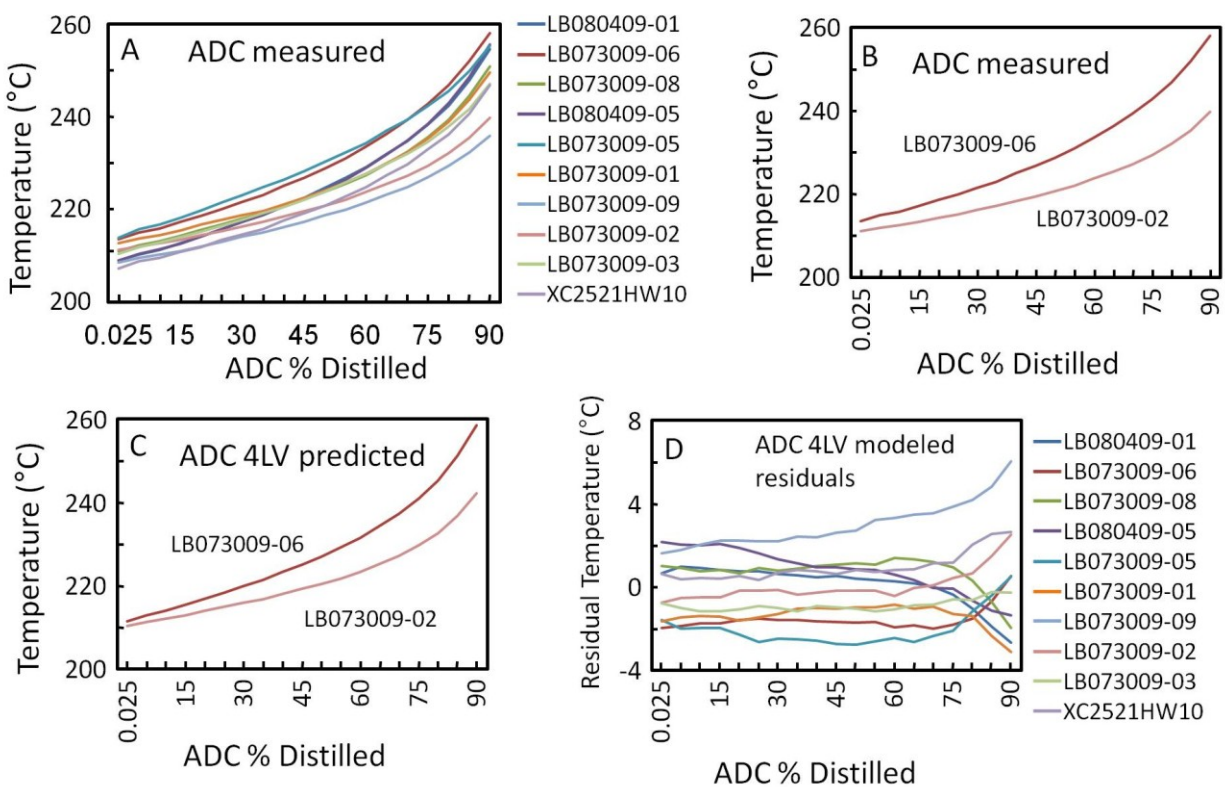 A
ADC measured
260
240
220
200
Temperature (°C)
0.025 15 30 45 60 75 90
ADC % Distilled
LB080409-01
LB073009-06
LB073009-08
LB080409-05
LB073009-05
LB073009-01
LB073009-09
LB073009-02
LB073009-03
XC2521HW10
B
ADC measured
260
240
220
200
Temperature (°C)
LB073009-06
LB073009-02
0.025 15 30 45 60 75 90
ADC % Distilled
C
ADC 4LV predicted
260
240
220
200
Temperature (°C)
LB073009-06
LB073009-02
0.025 15 30 45 60 75 90
ADC % Distilled
D
ADC 4LV modeled
residuals
8
4
0
-4
Residual Temperature (°C)
0.025 15 30 45 60 75 90
ADC % Distilled
LB080409-01
LB073009-06
LB073009-08
LB080409-05
LB073009-05
LB073009-01
LB073009-09
LB073009-02
LB073009-03
XC2521HW10